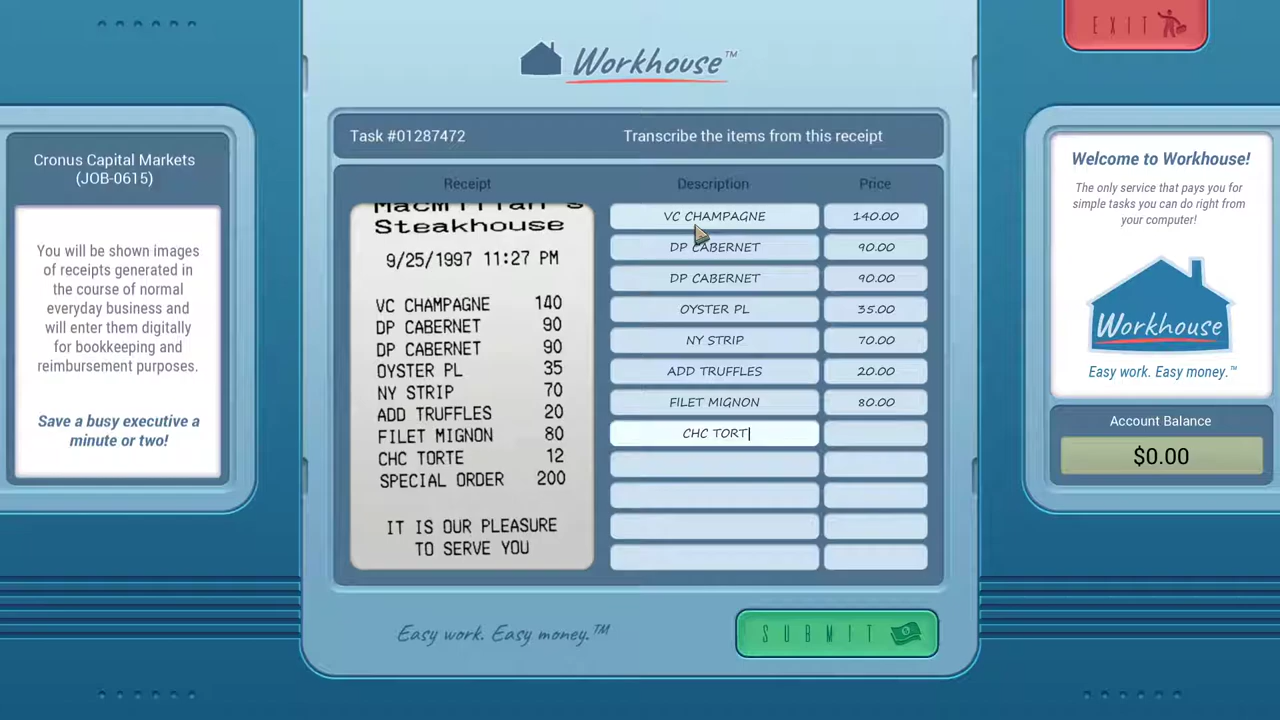 EXIT
Workhouse™
Task #01287472
Transcribe the items from this receipt
Cronus Capital Markets
(JOB-0615)
You will be shown images
of receipts generated in
the course of normal
everyday business and
will enter them digitally
for bookkeeping and
reimbursement purposes.
Save a busy executive a
minute or two!
Receipt
Macmillan's
Steakhouse
9/25/1997 11:27 PM
VC CHAMPAGNE 140
DP CABERNET 90
DP CABERNET 90
OYSTER PL 35
NY STRIP 70
ADD TRUFFLES 20
FILET MIGNON 80
CHC TORTE 12
SPECIAL ORDER 200
IT IS OUR PLEASURE
TO SERVE YOU
Description Price
VC CHAMPAGNE 140.00
DP CABERNET 90.00
DP CABERNET 90.00
OYSTER PL 35.00
NY STRIP 70.00
ADD TRUFFLES 20.00
FILET MIGNON 80.00
CHC TORT
Easy work. Easy money.™
SUBMIT
Welcome to Workhouse!
The only service that pays you for
simple tasks you can do right from
your computer!
Workhouse
Easy work. Easy money.™
Account Balance
$0.00